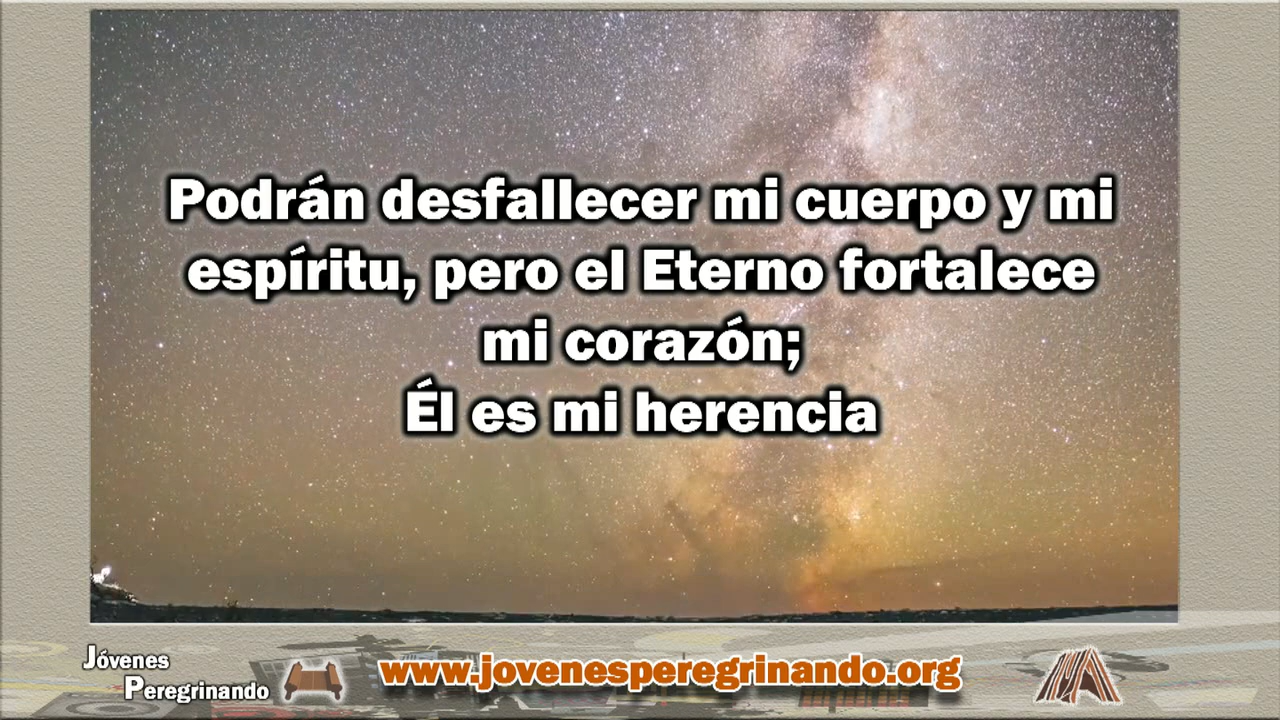 Podrán desfallecer mi cuerpo y mi
espíritu, pero el Eterno fortalece
mi corazón;
Él es mi herencia
Jóvenes
Peregrinando
www.jovenesperegrinando.org